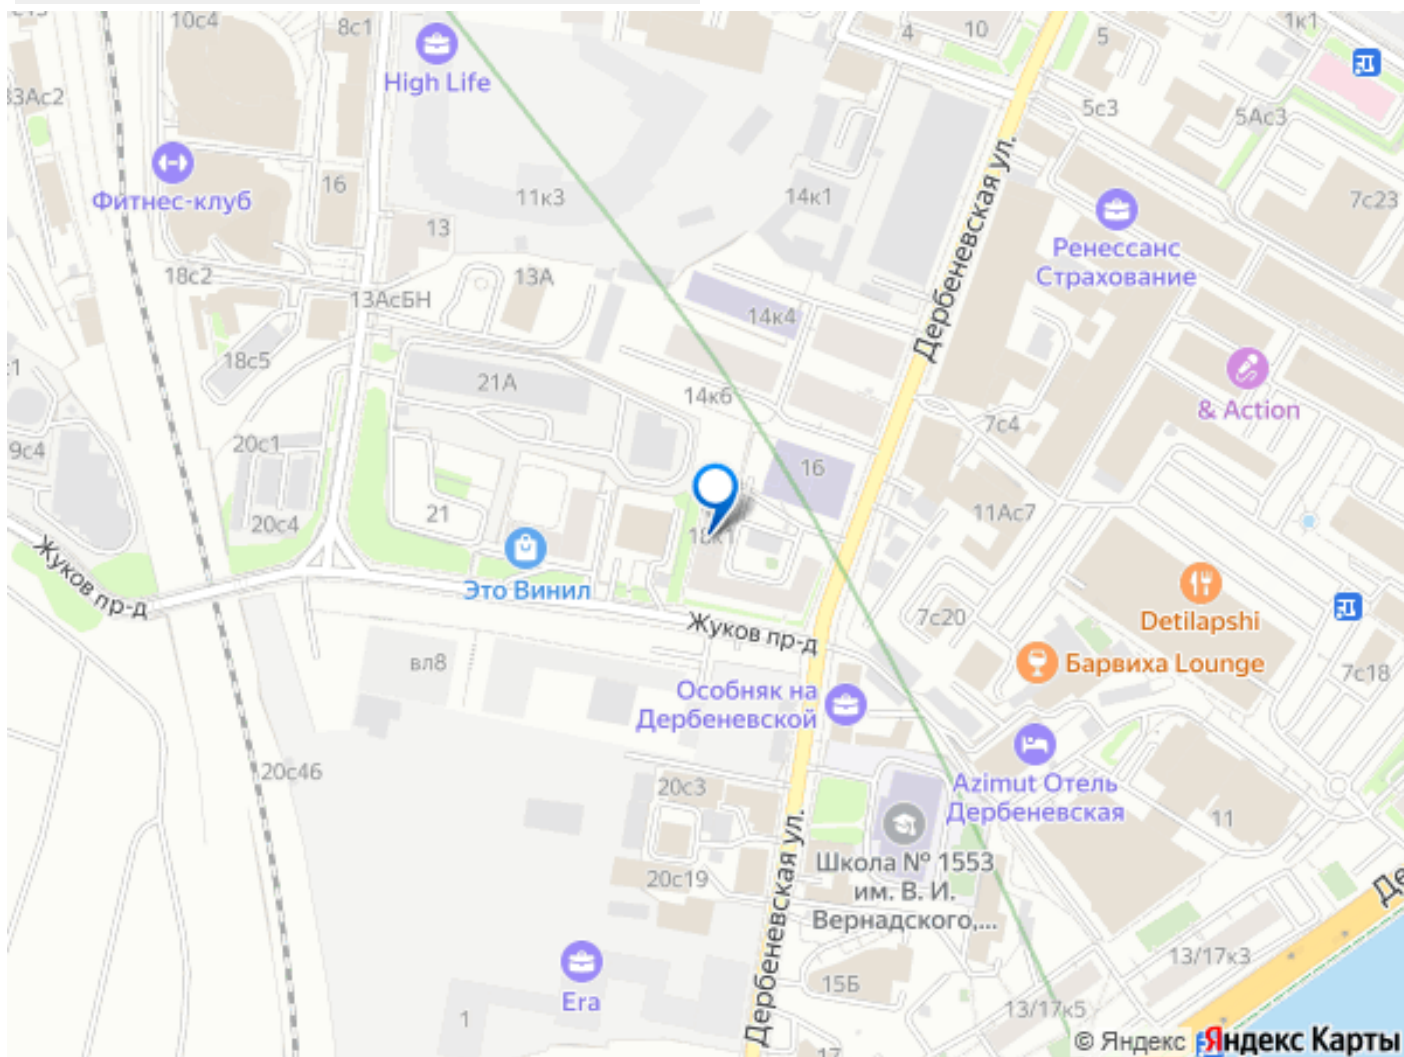 10с4
8с1
High Life
4
10
5
1к1
33Ас2
5с3
5Ас3
Фитнес-клуб
16
11к3
14к1
7с23
13
Дербеневская ул.
Ренессанс
Страхование
18с2
13А
13АсБН
14к4
18с5
21А
14к6
& Action
7с4
9с4
20с1
16
21
20с4
11Ас7
Жуков пр-д
Это Винил
Detilapshi
7с20
Жуков пр-д
вл8
Барвиха Lounge
7с18
Особняк на
Дербеневской
20с46
20с3
Azimut Отель
Дербеневская
11
Школа № 1553
им. В. И.
Вернадского,...
20с19
Дербеневская ул.
13/17к3
Era
15Б
1
13/17к5
17
© Яндекс Яндекс Карты